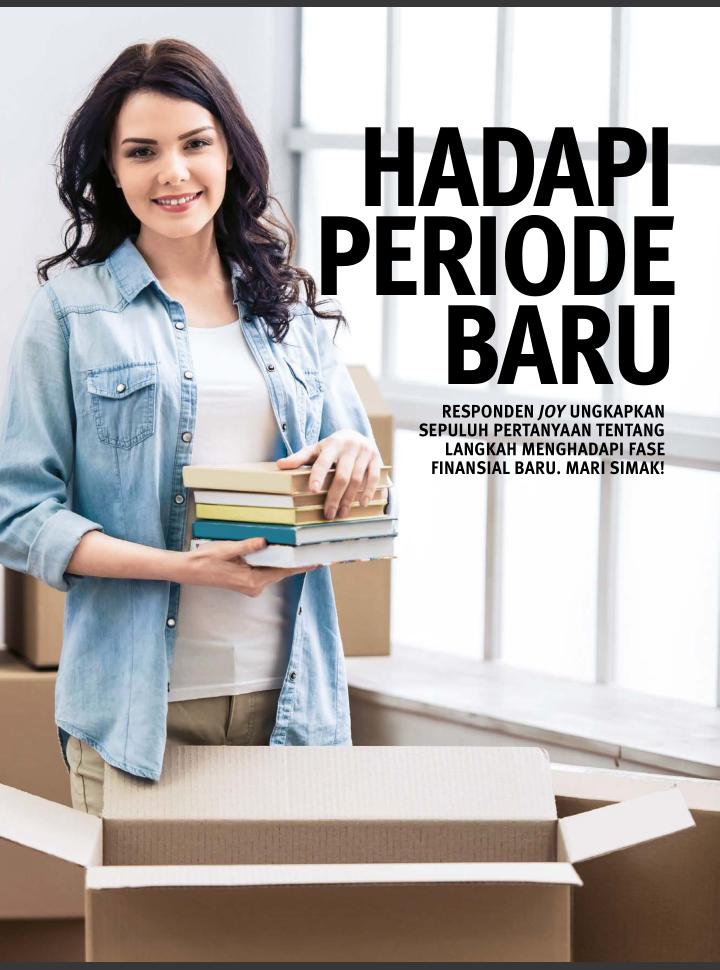 HADAPI
PERIODE
BARU
RESPONDEN JOY UNGKAPKAN
SEPULUH PERTANYAAN TENTANG
LANGKAH MENGHADAPI FASE
FINANSIAL BARU. MARI SIMAK!